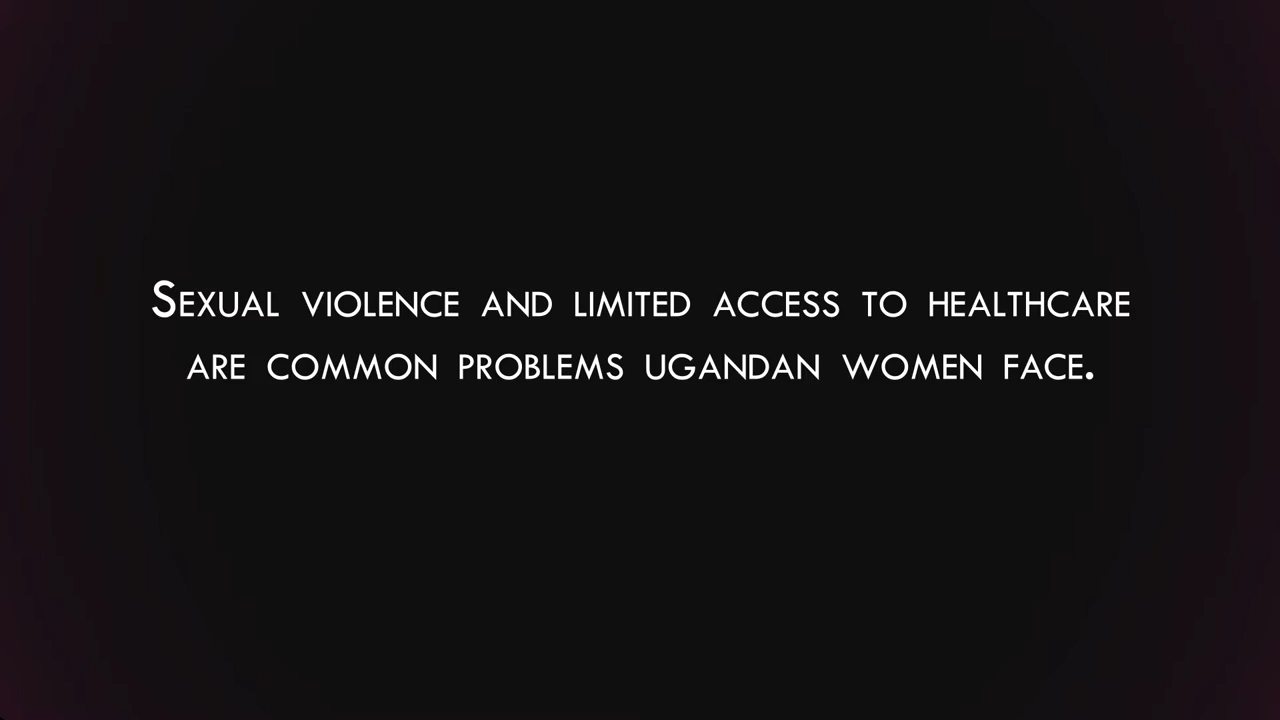 Sexual violence and limited access to healthcare
are common problems ugandan women face.